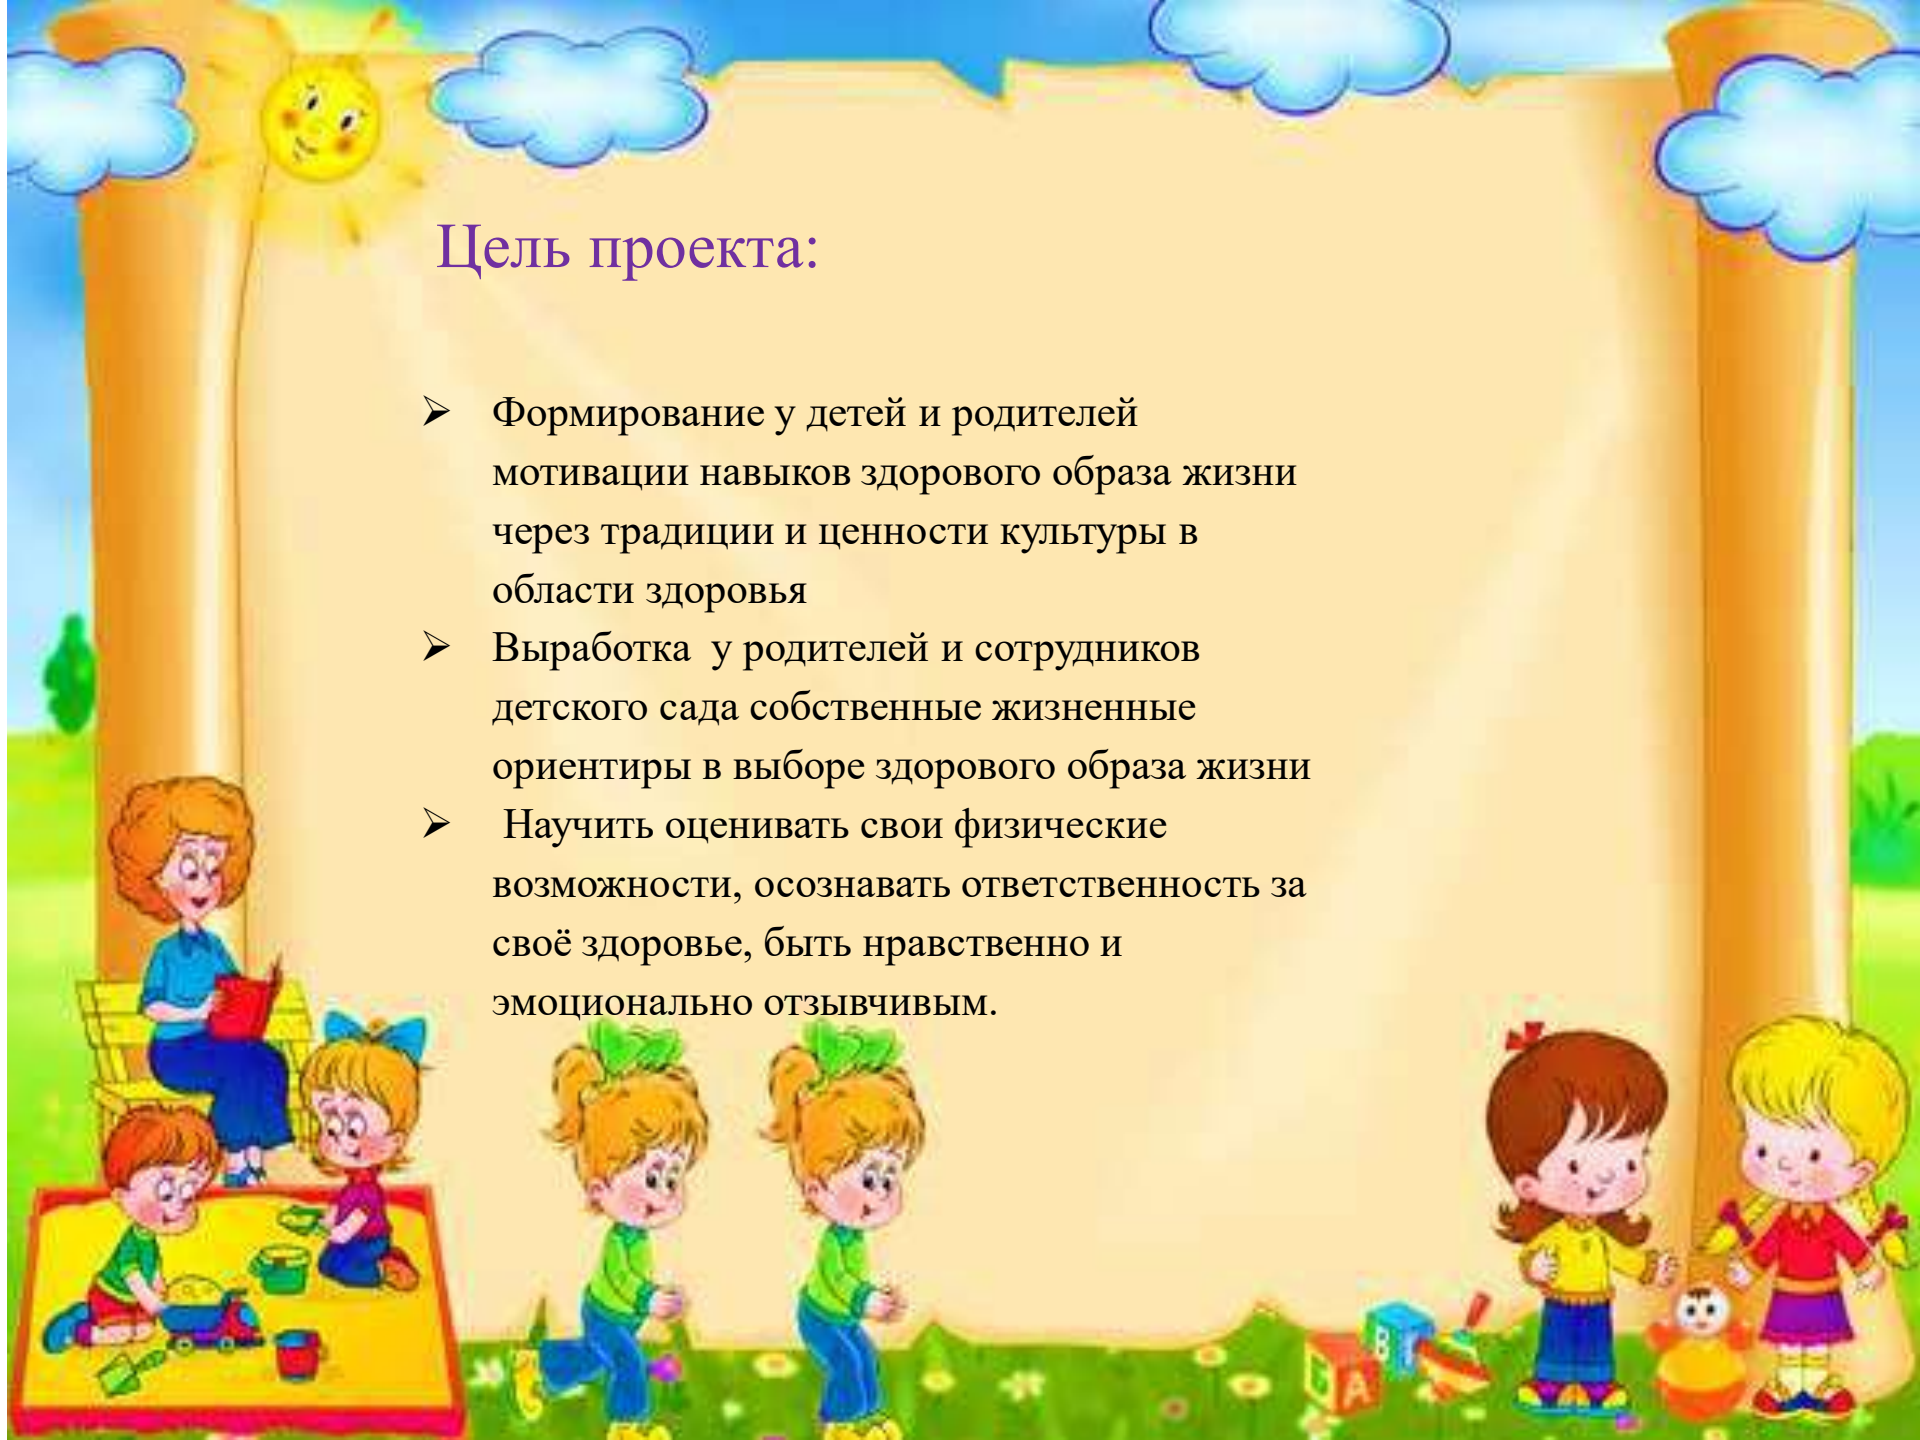 Цель проекта:
➢ Формирование у детей и родителей
мотивации навыков здорового образа жизни
через традиции и ценности культуры в
области здоровья
➢ Выработка у родителей и сотрудников
детского сада собственные жизненные
ориентиры в выборе здорового образа жизни
➢ Научить оценивать свои физические
возможности, осознавать ответственность за
своё здоровье, быть нравственно и
эмоционально отзывчивым.
В
А